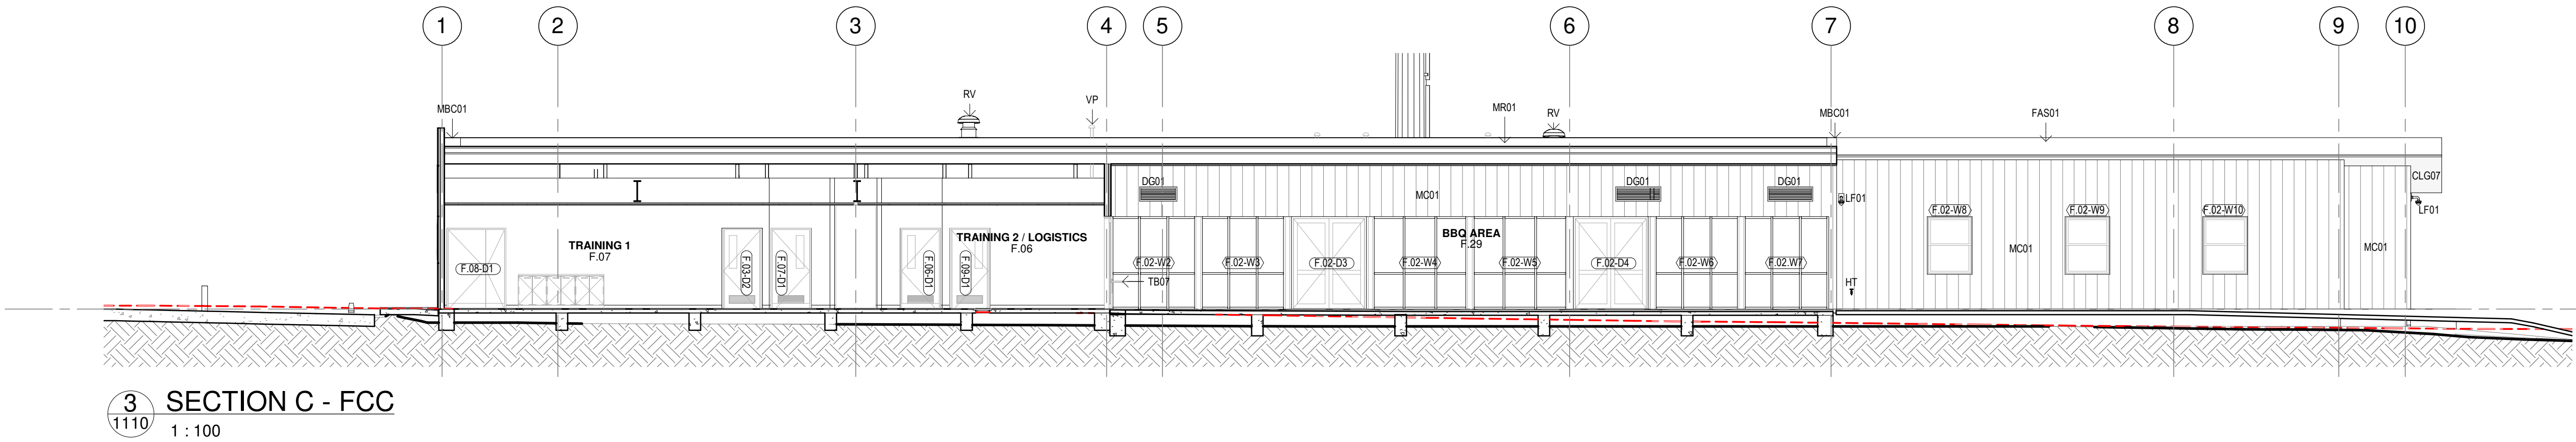 1 2 3 4 5 6 7 8 9 10
MBC01 RV VP MR01 RV MBC01 FAS01
DG01 DG01 DG01 CLG07
MC01
LF01 LF01
F.02-W8 F.02-W9 F.02-W10
TRAINING 1
F.07
TRAINING 2 / LOGISTICS
F.06
BBQ AREA
F.29
MC01 MC01
F.08-D1 F.03-D2 F.07-D1 F.06-D1 F.09-D1 F.02-W2 F.02-W3 F.02-D3 F.02-W4 F.02-W5 F.02-D4 F.02-W6 F.02.W7
TB07 HT
3 SECTION C - FCC
1110
1 : 100